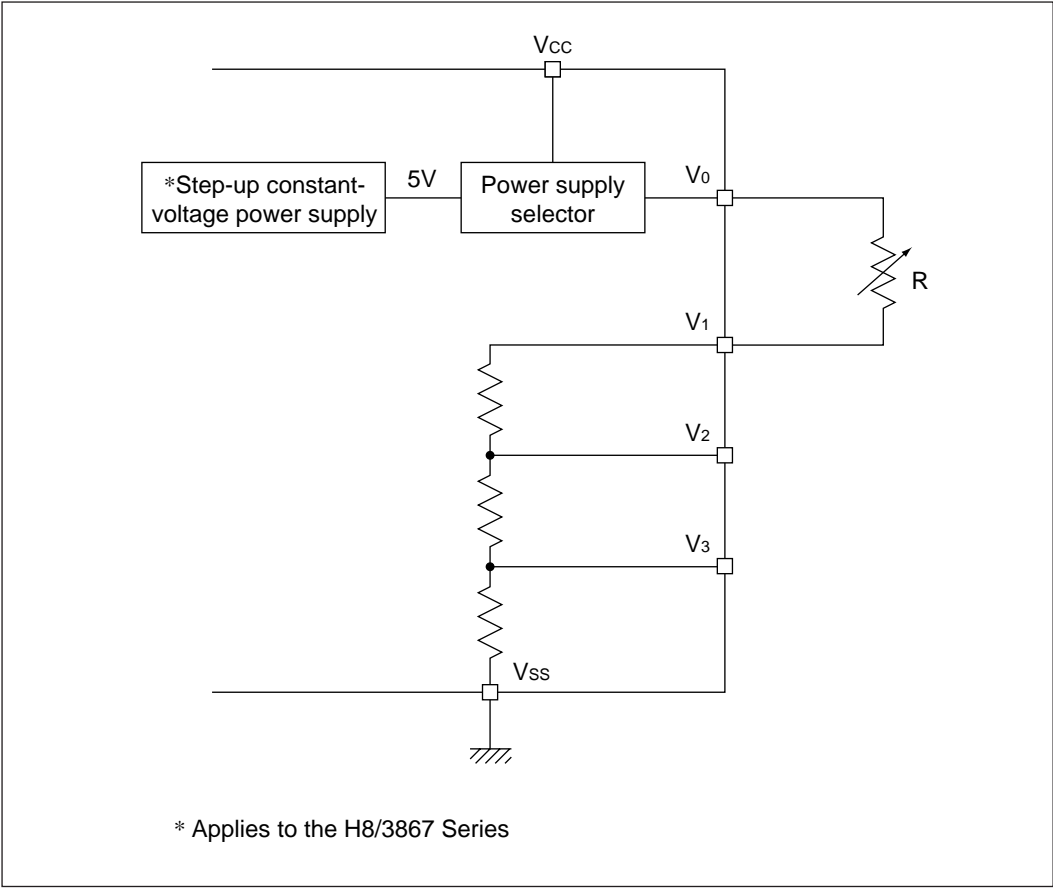 VCC
*Step-up constant-
voltage power supply
5V
Power supply
selector
V0
R
V1
V2
V3
VSS
* Applies to the H8/3867 Series